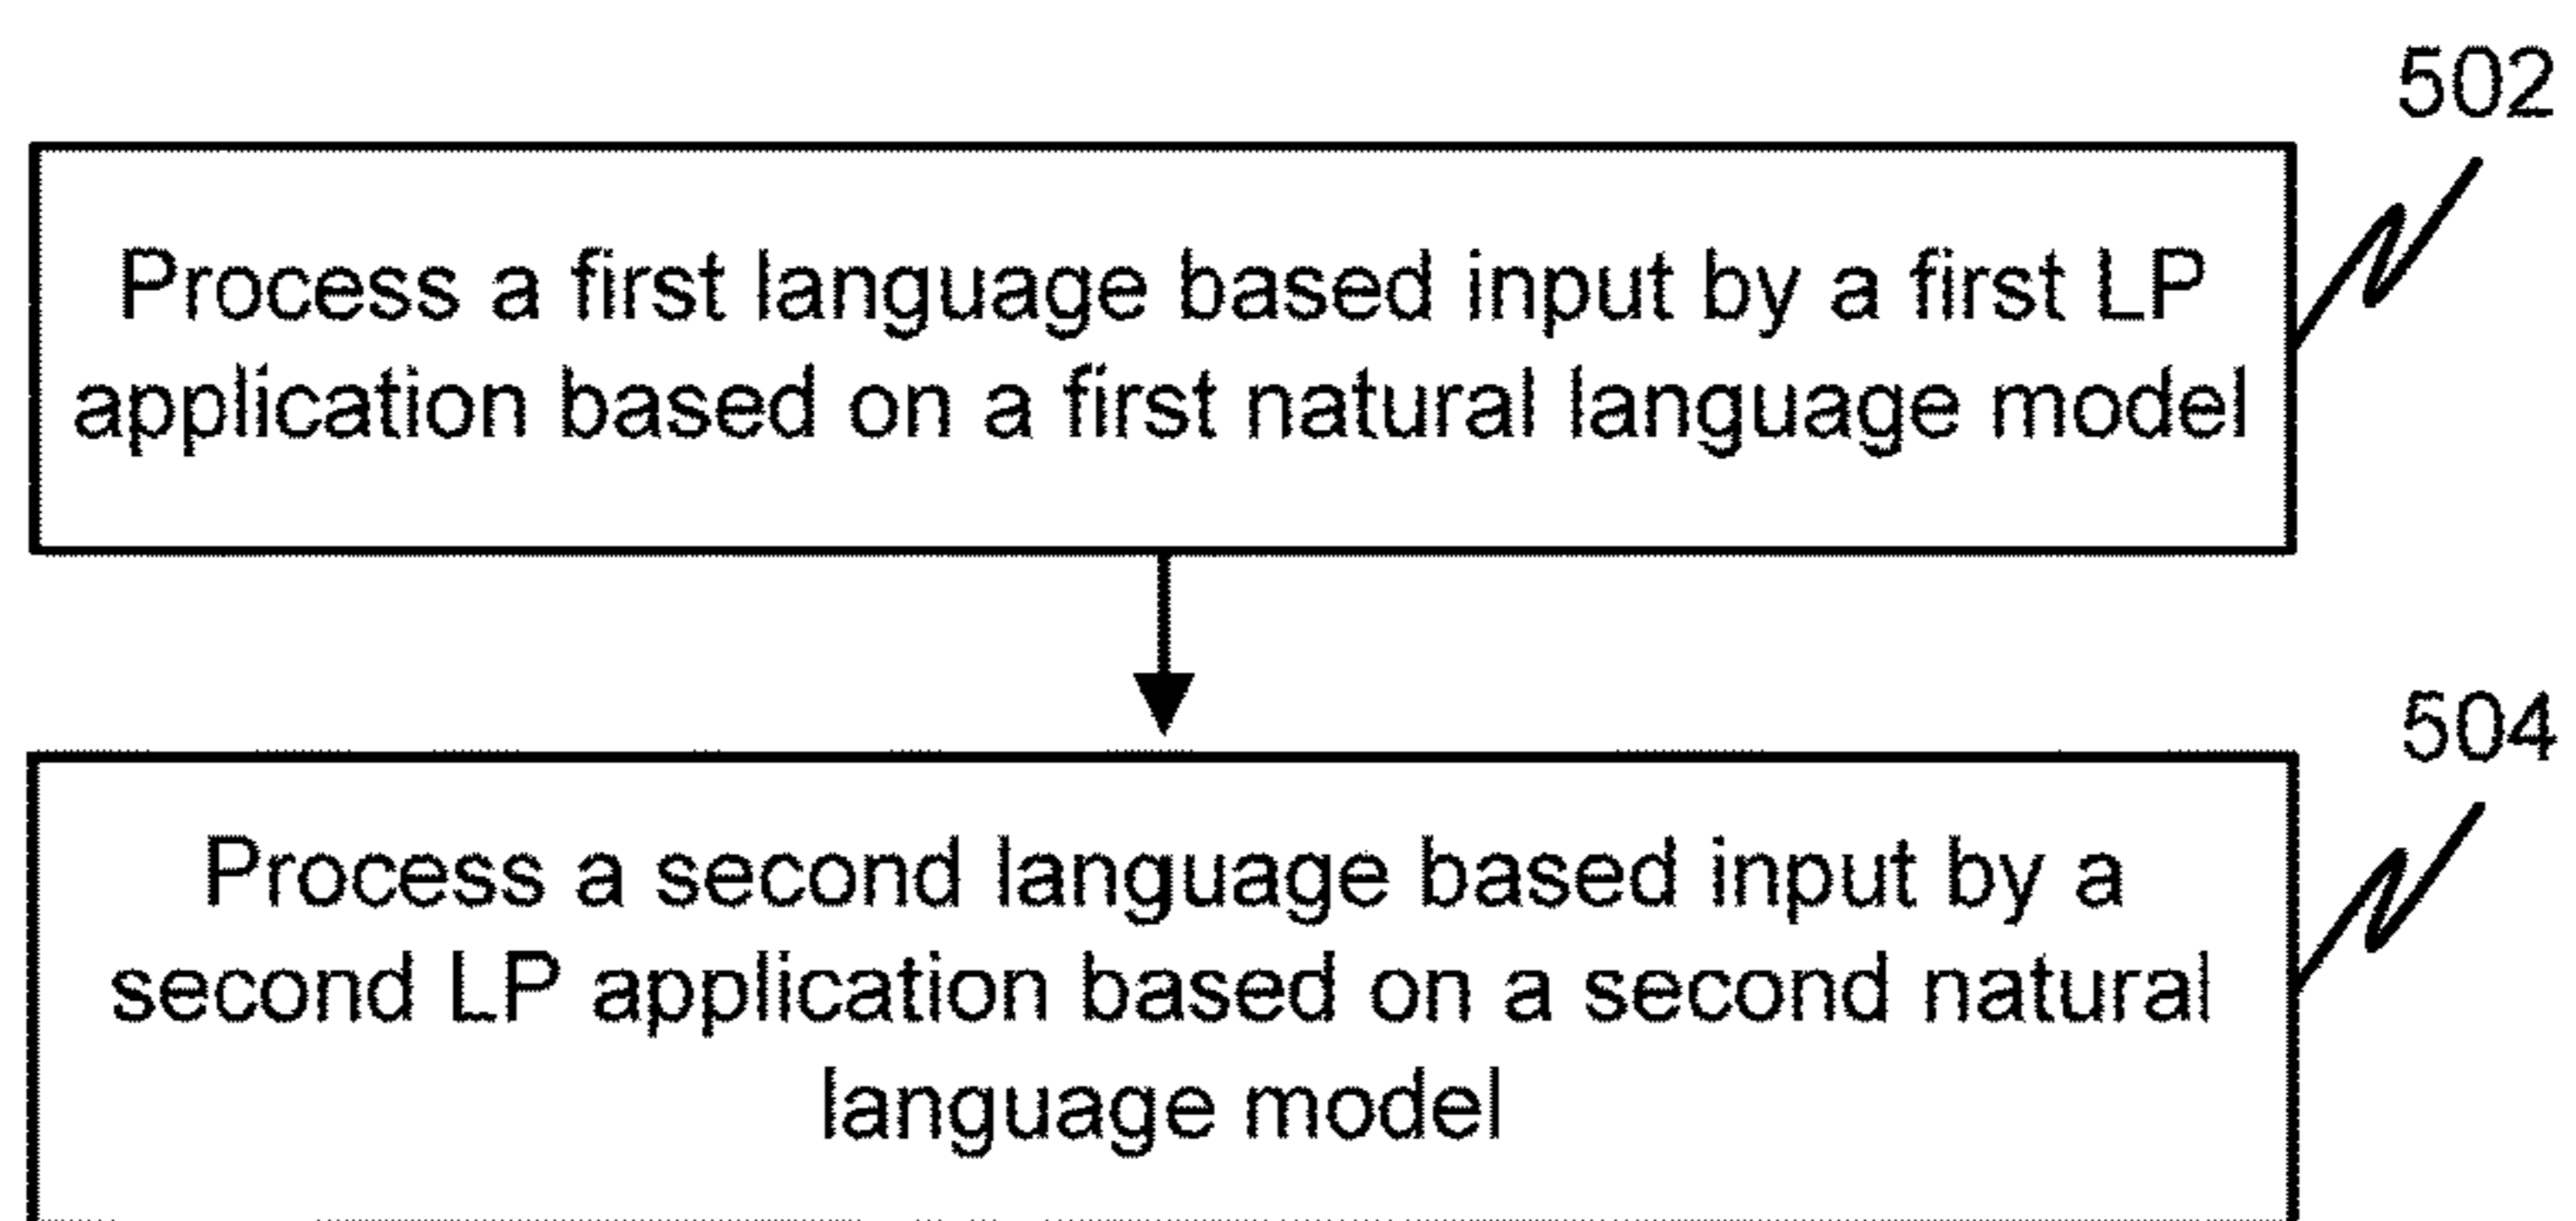 502
Process a first language based input by a first LP
application based on a first natural language model
504
Process a second language based input by a
second LP application based on a second natural
language model